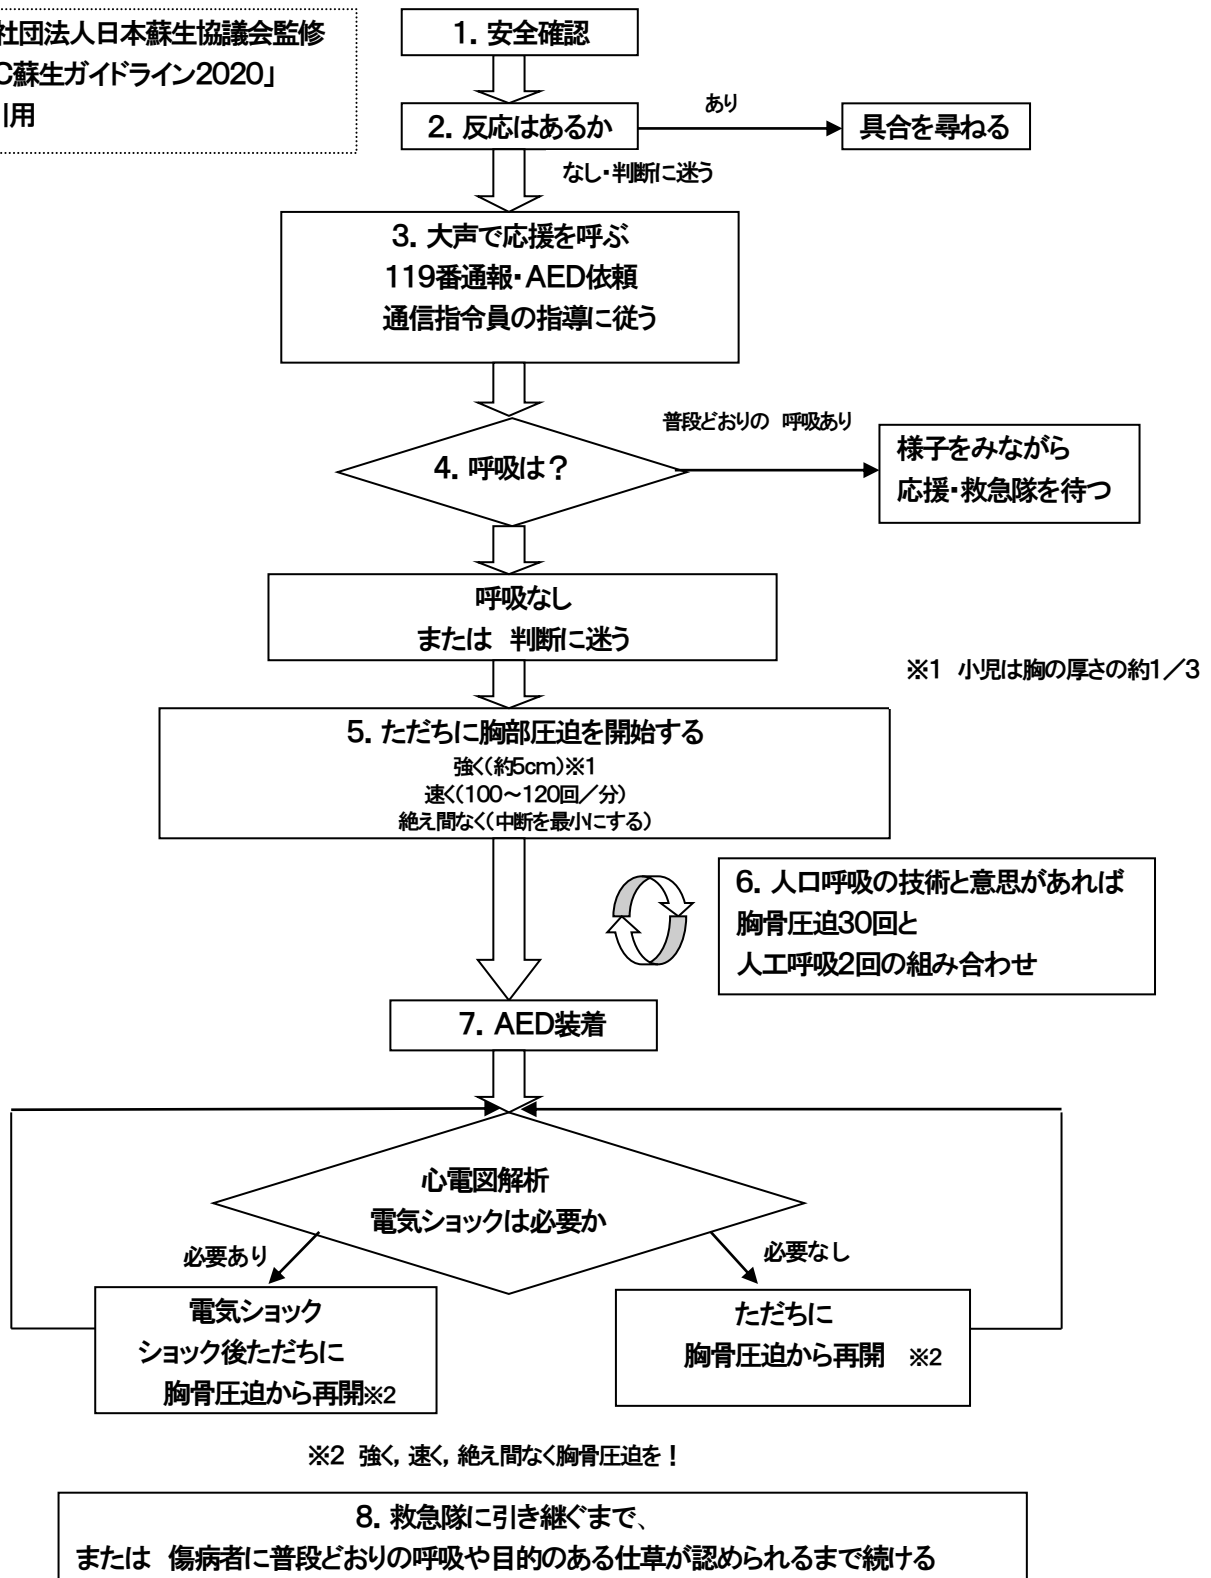 社団法人日本蘇生協議会監修
C蘇生ガイドライン2020」
用
1．安全確認
2．反応はあるか
あり
具合を尋ねる
なし・判断に迷う
3．大声で応援を呼ぶ
119番通報・AED依頼
通信指令員の指導に従う
4．呼吸は？
普段どおりの　呼吸あり
様子をみながら
応援・救急隊を待つ
呼吸なし
または　判断に迷う
※1　小児は胸の厚さの約1／3
5．ただちに胸部圧迫を開始する
強く（約5cm）※1
速く（100～120回／分）
絶え間なく（中断を最小にする）
6．人口呼吸の技術と意思があれば
胸骨圧迫30回と
人工呼吸2回の組み合わせ
7．AED装着
心電図解析
電気ショックは必要か
必要あり
必要なし
電気ショック
ショック後ただちに
胸骨圧迫から再開※2
ただちに
胸骨圧迫から再開　※2
※2　強く，速く，絶え間なく胸骨圧迫を！
8．救急隊に引き継ぐまで、
または　傷病者に普段どおりの呼吸や目的のある仕草が認められるまで続ける